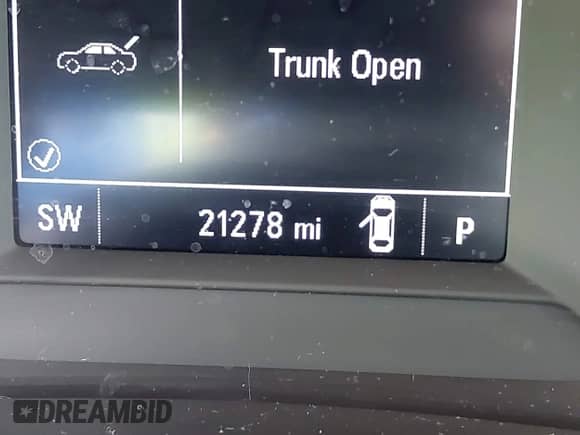 Trunk Open
SW 21278 mi P
DREAMBID